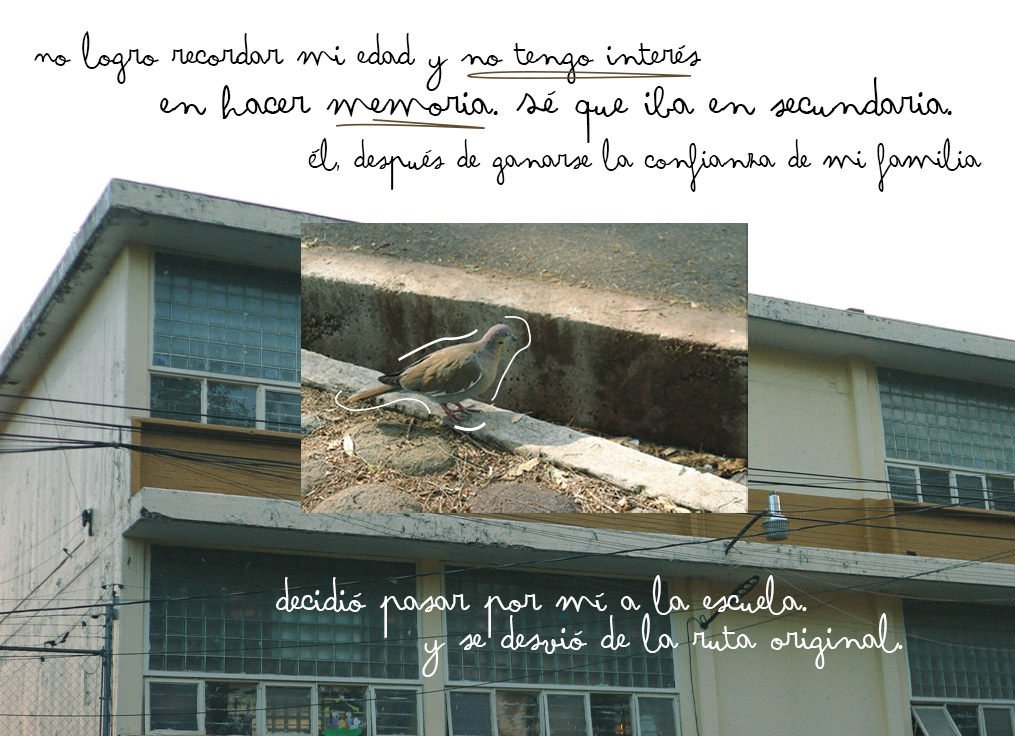 no logro recordar mi edad y no tengo interés
en hacer memoria. sé que iba en secundaria.
él, después de ganarse la confianza de mi familia
decidió pasar por mí a la escuela.
y se desvió de la ruta original.